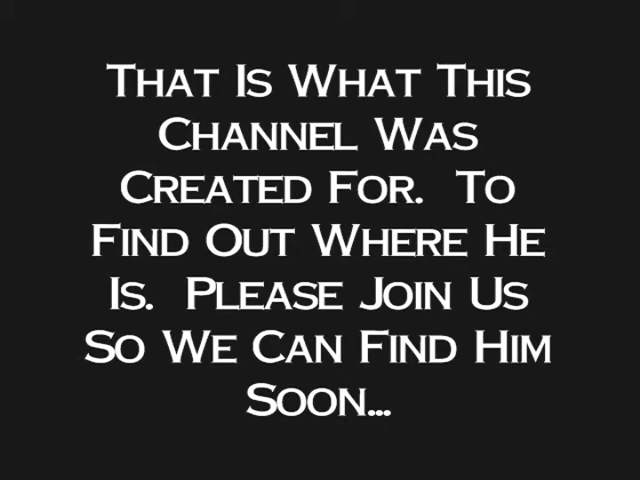 That Is What This
Channel Was
Created For.  To
Find Out Where He
Is.  Please Join Us
So We Can Find Him
Soon...